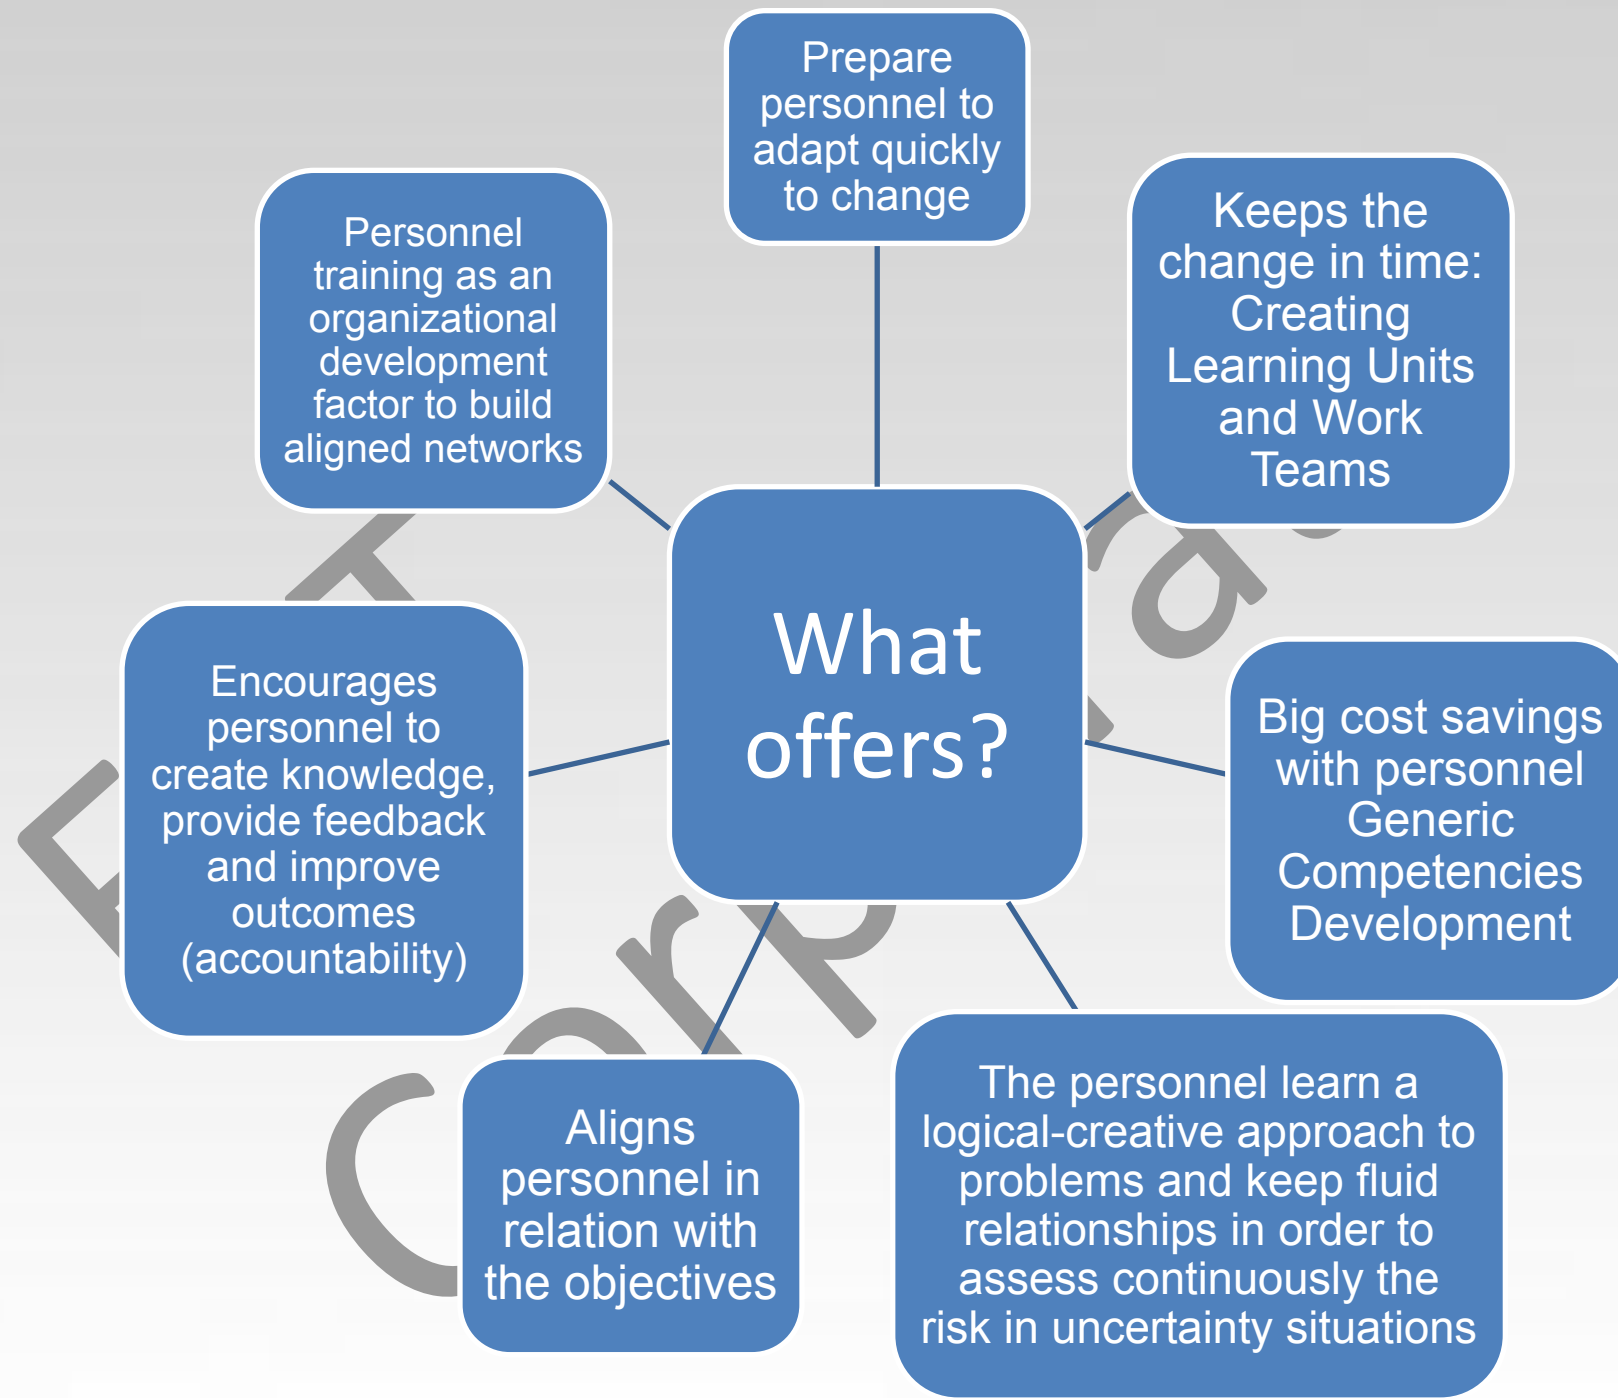 Prepare
personnel to
adapt quickly
to change
Keeps the
change in time:
Creating
Learning Units
and Work
Teams
Big cost savings
with personnel
Generic
Competencies
Development
The personnel learn a
logical-creative approach to
problems and keep fluid
relationships in order to
assess continuously the
risk in uncertainty situations
Aligns
personnel in
relation with
the objectives
Encourages
personnel to
create knowledge,
provide feedback
and improve
outcomes
(accountability)
Personnel
training as an
organizational
development
factor to build
aligned networks
What
offers?